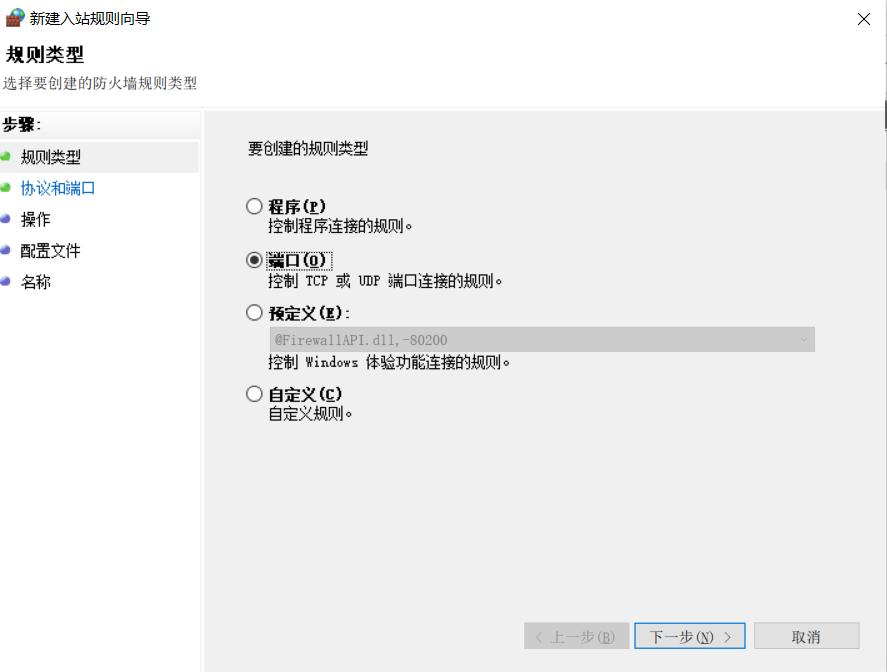 新建入站规则向导
规则类型
选择要创建的防火墙规则类型
步骤:
规则类型
协议和端口
操作
配置文件
名称
要创建的规则类型
程序(P)
控制程序连接的规则。
端口(O)
控制 TCP 或 UDP 端口连接的规则。
预定义(E):
@FirewallAPI.dll,-80200
控制 Windows 体验功能连接的规则。
自定义(C)
自定义规则。
< 上一步(B)
下一步(N) >
取消